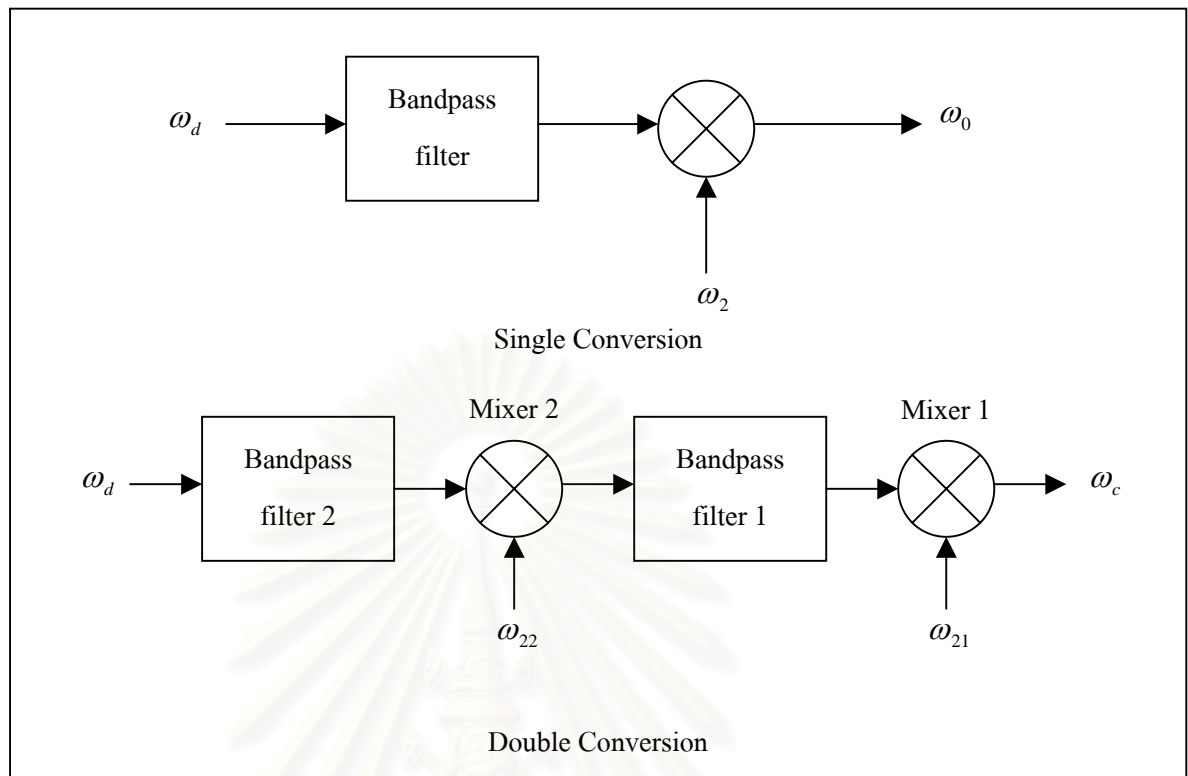 ω_d
Bandpass
filter
ω_0
ω_2
Single Conversion
Mixer 2
Mixer 1
ω_d
Bandpass
filter 2
Bandpass
filter 1
ω_c
ω_22
ω_21
Double Conversion